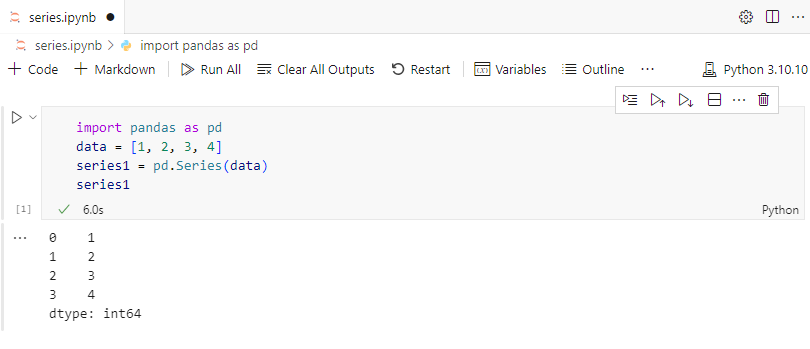 series.ipynb
series.ipynb > import pandas as pd
+ Code + Markdown Run All Clear All Outputs Restart Variables Outline ... Python 3.10.10
import pandas as pd
data = [1, 2, 3, 4]
series1 = pd.Series(data)
series1
[1] 6.0s Python
0 1
1 2
2 3
3 4
dtype: int64